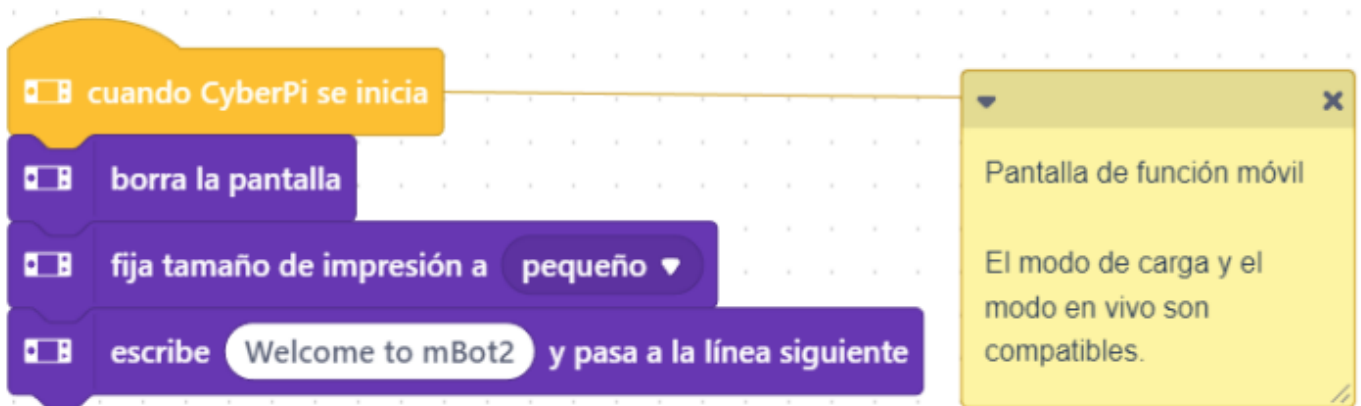 cuando CyberPi se inicia
borra la pantalla
fija tamaño de impresión a pequeño
escribe Welcome to mBot2 y pasa a la línea siguiente
Pantalla de función móvil
El modo de carga y el
modo en vivo son
compatibles.